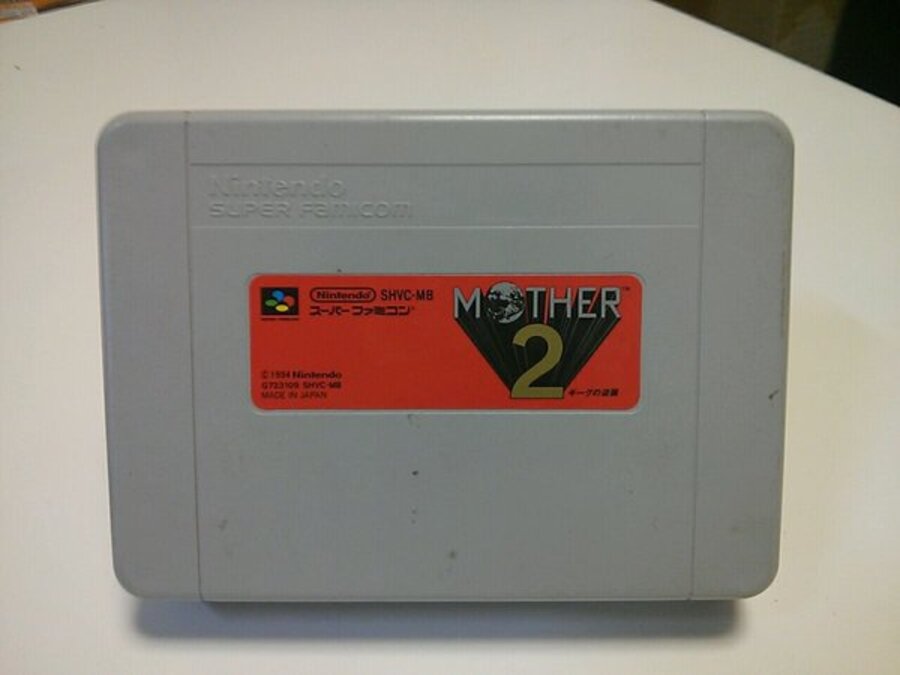 Nintendo
SUPER FAMICOM
Nintendo SHVC-MB
スーパーファミコン
MOTHER™
2
ギーグの逆襲
© 1994 Nintendo
SHVC-MB
MADE IN JAPAN